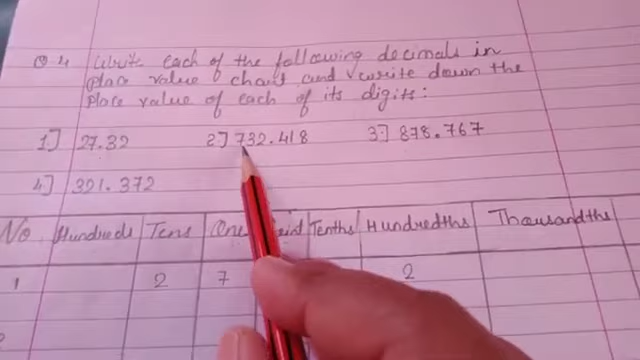 Q 4 Write each of the following decimals in
place value chart and write down the
place value of each of its digits:
1.] 27.32 2] 732.418 3] 878.767
4] 321.372
No. Hundreds Tens Tenths Hundredths Thousandths
1 2 7 2